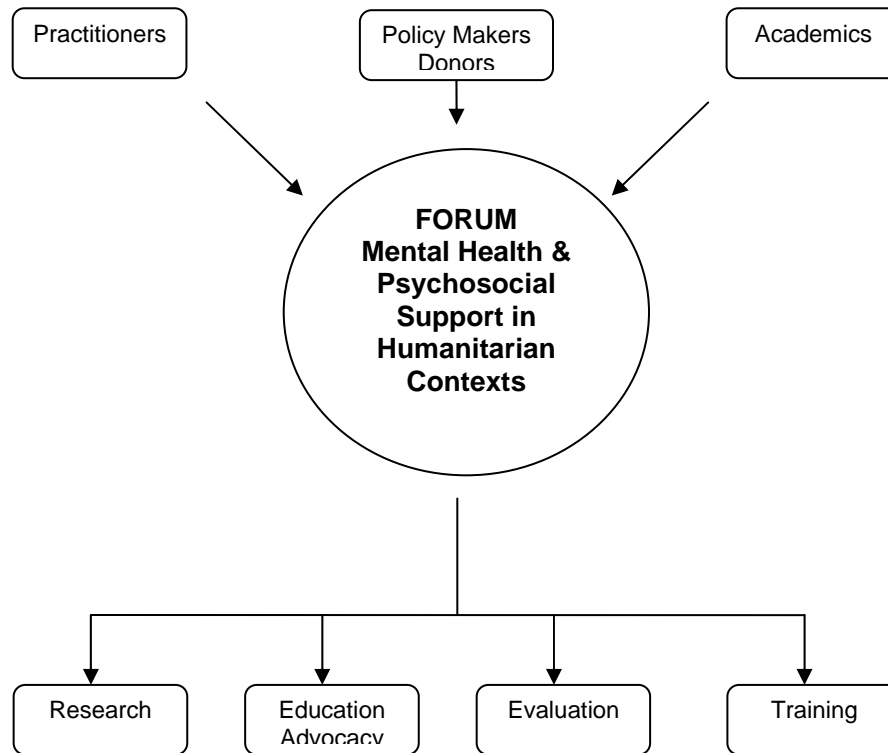 Practitioners
Policy Makers
Donors
Academics
FORUM
Mental Health &
Psychosocial
Support in
Humanitarian
Contexts
Research
Education
Advocacy
Evaluation
Training